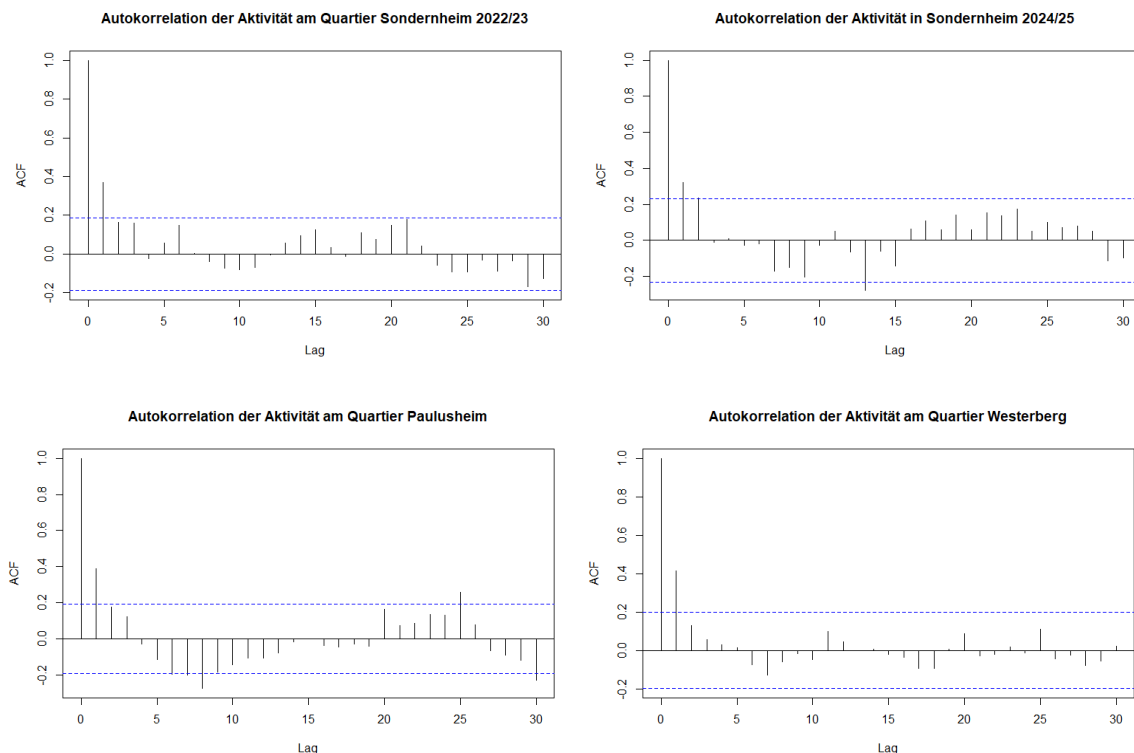 Autokorrelation der Aktivität am Quartier Sondernheim 2022/23
ACF
1.0
0.8
0.6
0.4
0.2
0.0
-0.2
0 5 10 15 20 25 30
Lag
Autokorrelation der Aktivität in Sondernheim 2024/25
ACF
1.0
0.8
0.6
0.4
0.2
0.0
-0.2
0 5 10 15 20 25 30
Lag
Autokorrelation der Aktivität am Quartier Paulusheim
ACF
1.0
0.8
0.6
0.4
0.2
0.0
-0.2
0 5 10 15 20 25 30
Lag
Autokorrelation der Aktivität am Quartier Westerberg
ACF
1.0
0.8
0.6
0.4
0.2
0.0
-0.2
0 5 10 15 20 25 30
Lag